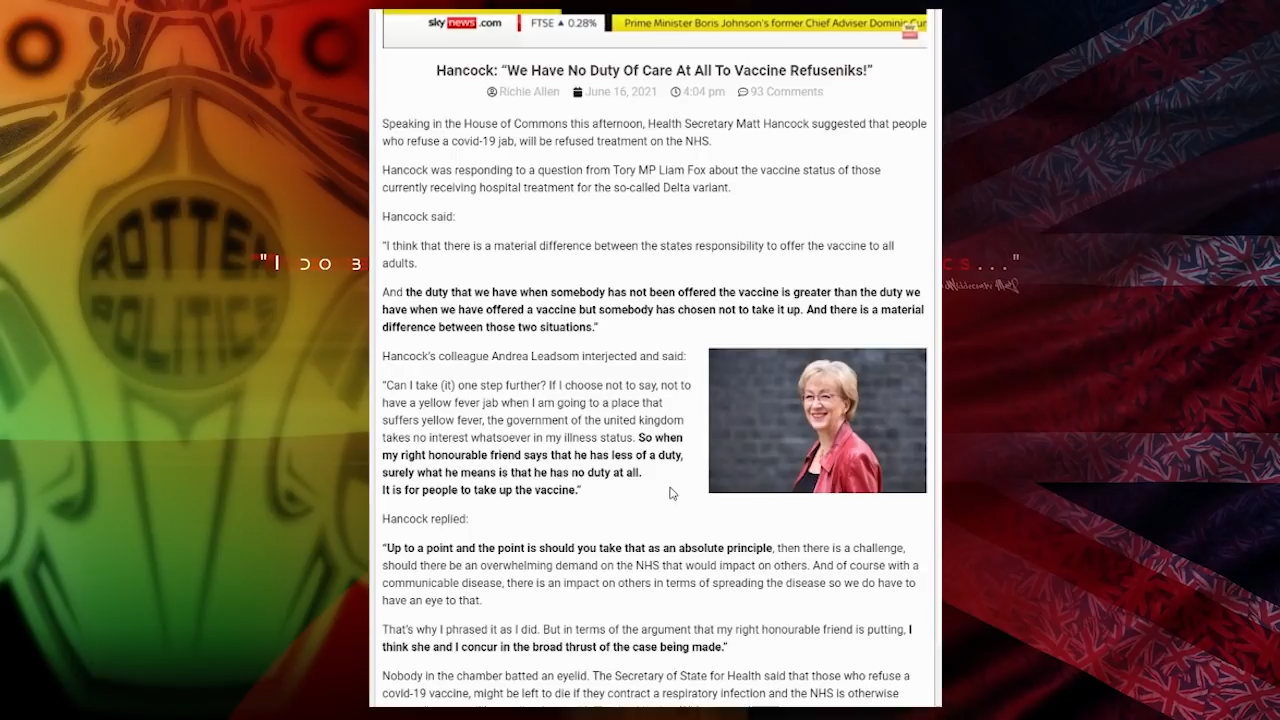 sky news .com FTSE ▲ 0.28% Prime Minister Boris Johnson's former Chief Adviser Dominic
Hancock: “We Have No Duty Of Care At All To Vaccine Refuseniks!”
Richie Allen June 16, 2021 4:04 pm 93 Comments
Speaking in the House of Commons this afternoon, Health Secretary Matt Hancock suggested that people
who refuse a covid-19 jab, will be refused treatment on the NHS.
Hancock was responding to a question from Tory MP Liam Fox about the vaccine status of those
currently receiving hospital treatment for the so-called Delta variant.
Hancock said:
“I think that there is a material difference between the states responsibility to offer the vaccine to all
adults.
And the duty that we have when somebody has not been offered the vaccine is greater than the duty we
have when we have offered a vaccine but somebody has chosen not to take it up. And there is a material
difference between those two situations.”
Hancock's colleague Andrea Leadsom interjected and said:
“Can I take (it) one step further? If I choose not to say, not to
have a yellow fever jab when I am going to a place that
suffers yellow fever, the government of the united kingdom
takes no interest whatsoever in my illness status. So when
my right honourable friend says that he has less of a duty,
surely what he means is that he has no duty at all.
It is for people to take up the vaccine.”
Hancock replied:
“Up to a point and the point is should you take that as an absolute principle, then there is a challenge,
should there be an overwhelming demand on the NHS that would impact on others. And of course with a
communicable disease, there is an impact on others in terms of spreading the disease so we do have to
have an eye to that.
That's why I phrased it as I did. But in terms of the argument that my right honourable friend is putting, I
think she and I concur in the broad thrust of the case being made.”
Nobody in the chamber batted an eyelid. The Secretary of State for Health said that those who refuse a
covid-19 vaccine, might be left to die if they contract a respiratory infection and the NHS is otherwise
ROTTEN
POLITICS
"I DO
..."